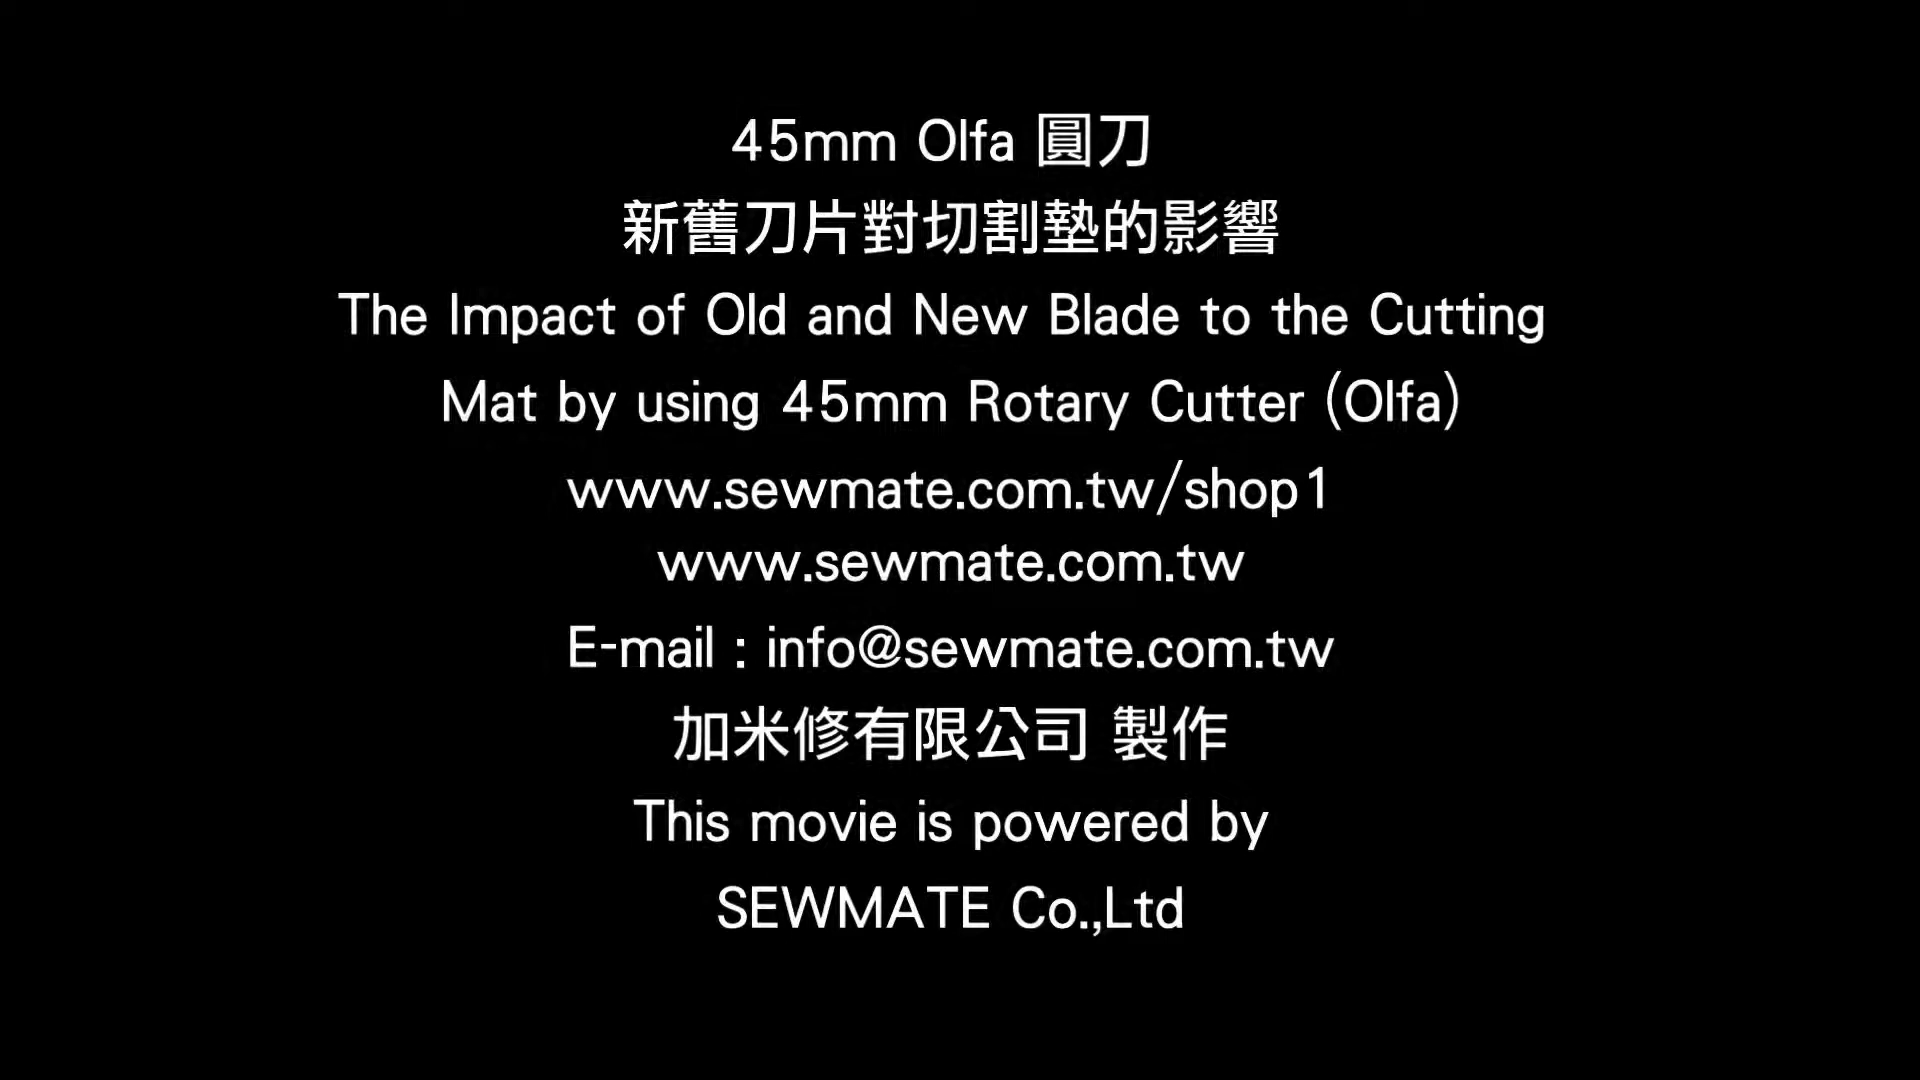 45mm Olfa 圓刀
新舊刀片對切割墊的影響
The Impact of Old and New Blade to the Cutting
Mat by using 45mm Rotary Cutter (Olfa)
www.sewmate.com.tw/shop1
www.sewmate.com.tw
E-mail : info@sewmate.com.tw
加米修有限公司 製作
This movie is powered by
SEWMATE Co.,Ltd